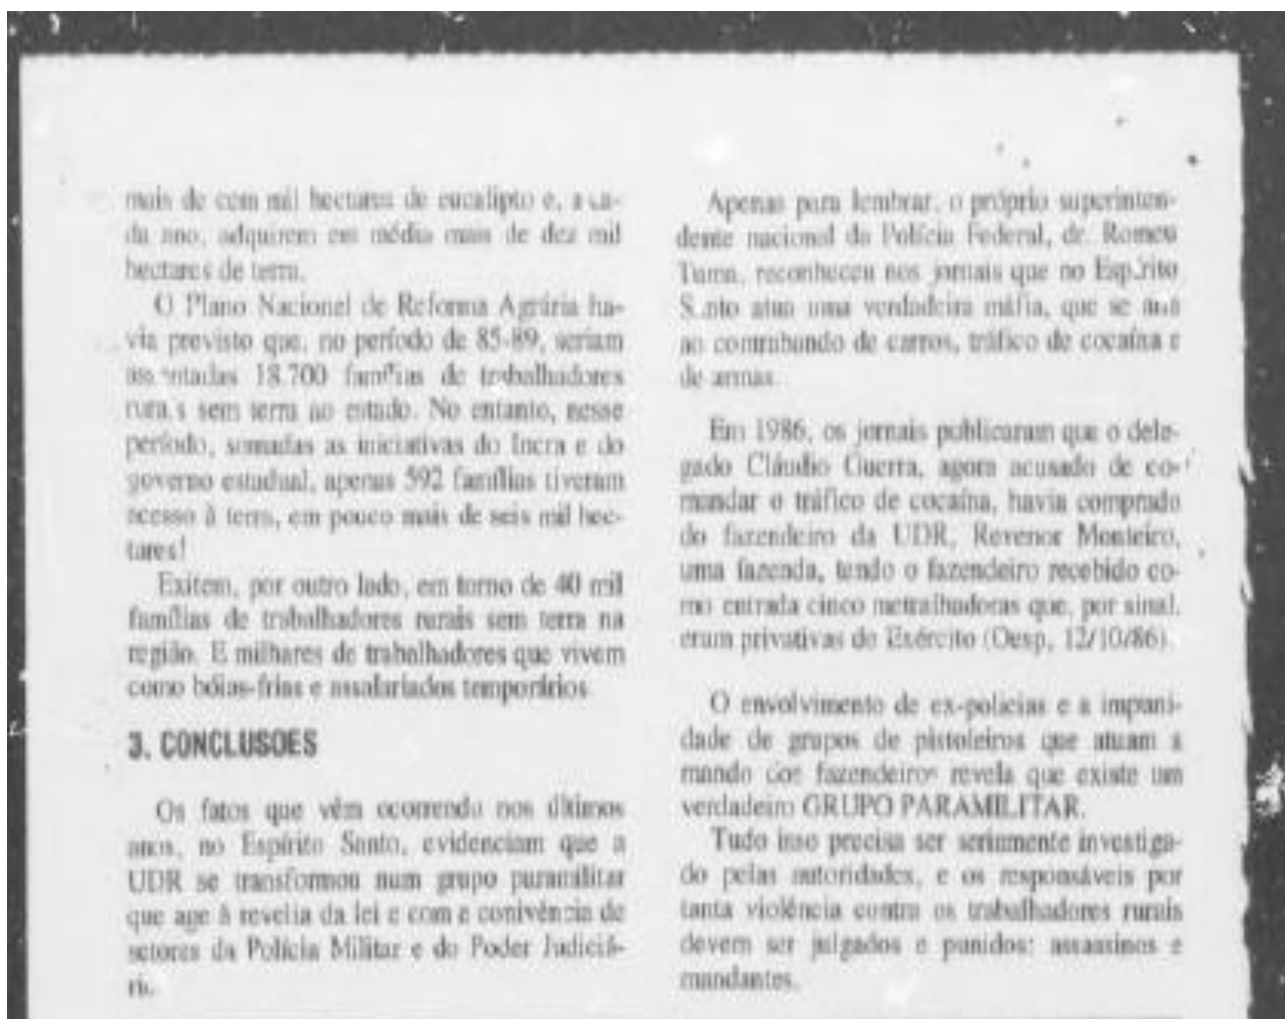 mais de cem mil hectares de eucalipto e, a ca-
da ano, adquirem em média mais de dez mil
hectares de terra.
O Plano Nacional de Reforma Agrária ha-
via previsto que, no período de 85-89, seriam
assentadas 18.700 famílias de trabalhadores
rurais sem terra no estado. No entanto, nesse
período, somadas as iniciativas do Incra e do
governo estadual, apenas 592 famílias tiveram
acesso à terra, em pouco mais de seis mil hec-
tares!
Exitem, por outro lado, em torno de 40 mil
famílias de trabalhadores rurais sem terra na
região. E milhares de trabalhadores que vivem
como bóias-frias e assalariados temporários
3. CONCLUSOES
Os fatos que vêm ocorrendo nos últimos
anos, no Espírito Santo, evidenciam que a
UDR se transformou num grupo paramilitar
que age à revelia da lei e com a conivência de
setores da Polícia Militar e do Poder Judiciá-
rio.
Apenas para lembrar, o próprio superinten-
dente nacional da Polícia Federal, dr. Romeu
Tuma, reconheceu nos jornais que no Espírito
Santo atua uma verdadeira máfia, que se
ao contrabando de carros, tráfico de cocaína e
de armas.
Em 1986, os jornais publicaram que o dele-
gado Cláudio Guerra, agora acusado de co-
mandar o tráfico de cocaína, havia comprado
do fazendeiro da UDR, Revenor Monteiro,
uma fazenda, tendo o fazendeiro recebido co-
mo entrada cinco metralhadoras que, por sinal,
eram privativas do Exército (Oesp, 12/10/86).
O envolvimento de ex-policias e a impuni-
dade de grupos de pistoleiros que atuam a
mando dos fazendeiros revela que existe um
verdadeiro GRUPO PARAMILITAR.
Tudo isso precisa ser seriamente investiga-
do pelas autoridades, e os responsáveis por
tanta violência contra os trabalhadores rurais
devem ser julgados e punidos: assassinos e
mandantes.